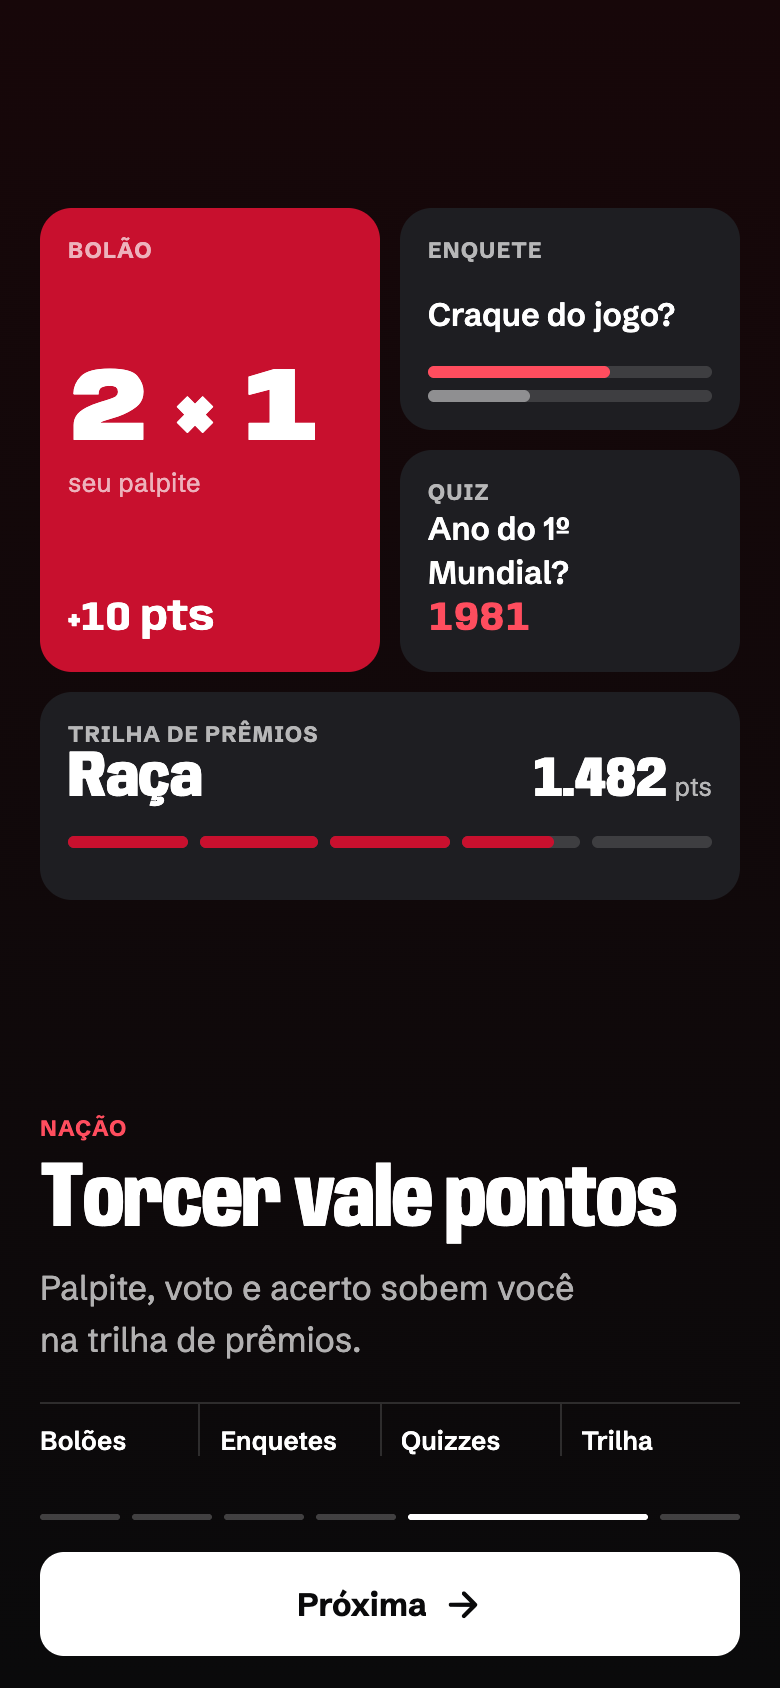 BOLÃO
2 × 1
seu palpite
+10 pts
ENQUETE
Craque do jogo?
QUIZ
Ano do 1º
Mundial?
1981
TRILHA DE PRÊMIOS
Raça
1.482 pts
NAÇÃO
Torcer vale pontos
Palpite, voto e acerto sobem você
na trilha de prêmios.
Bolões
Enquetes
Quizzes
Trilha
Próxima →